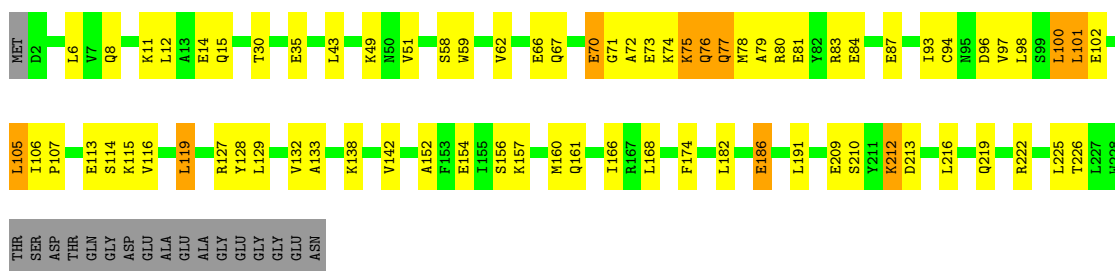 MET D2 L6 V7 Q8 K11 L12 A13 E14 Q15 T30 E35 L43 K49 N50 V51 S58 W59 V62 E66 Q67 E70 G71 A72 E73 K74 K75 Q76 Q77 M78 A79 R80 E81 Y82 R83 E84 E87 I93 C94 N95 D96 V97 L98 S99 L100 L101 E102
L105 I106 P107 E113 S114 K115 V116 L119 R127 Y128 L129 V132 A133 K138 V142 A152 F153 E154 I155 S156 K157 M160 Q161 I166 R167 L168 F174 L182 E186 L191 E209 S210 Y211 K212 D213 L216 Q219 R222 L225 T226 L227 W228
THR SER ASP THR GLN GLY ASP GLU ALA GLU ALA GLY GLU GLY GLY GLU ASN